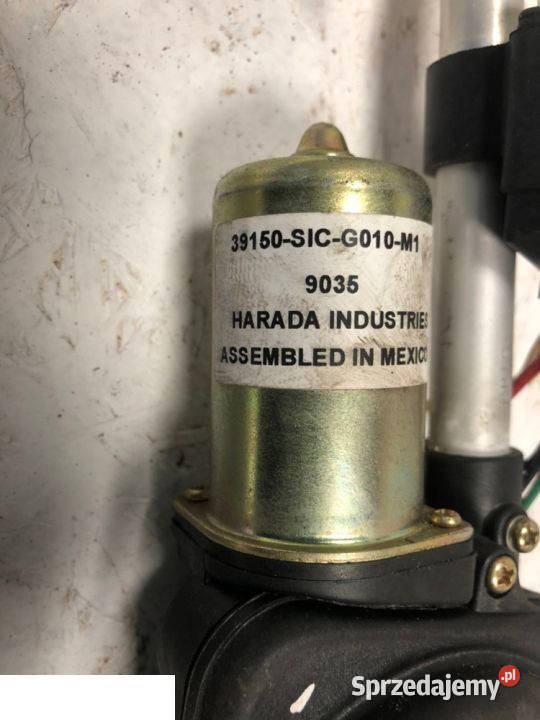 39150-SIC-G010-M1
9035
HARADA INDUSTRIES
ASSEMBLED IN MEXICO
Sprzedajemy.pl